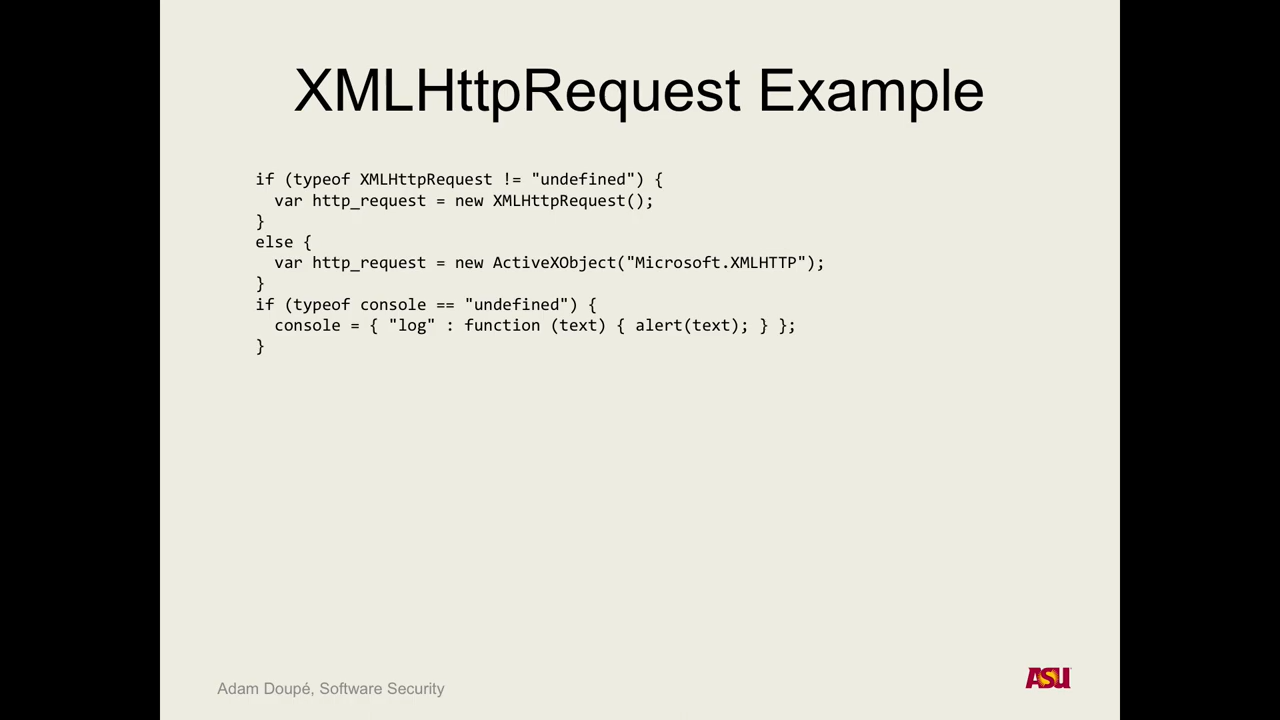 XMLHttpRequest Example
if (typeof XMLHttpRequest != "undefined") {
  var http_request = new XMLHttpRequest();
}
else {
  var http_request = new ActiveXObject("Microsoft.XMLHTTP");
}
if (typeof console == "undefined") {
  console = { "log" : function (text) { alert(text); } };
}
Adam Doupé, Software Security
ASU